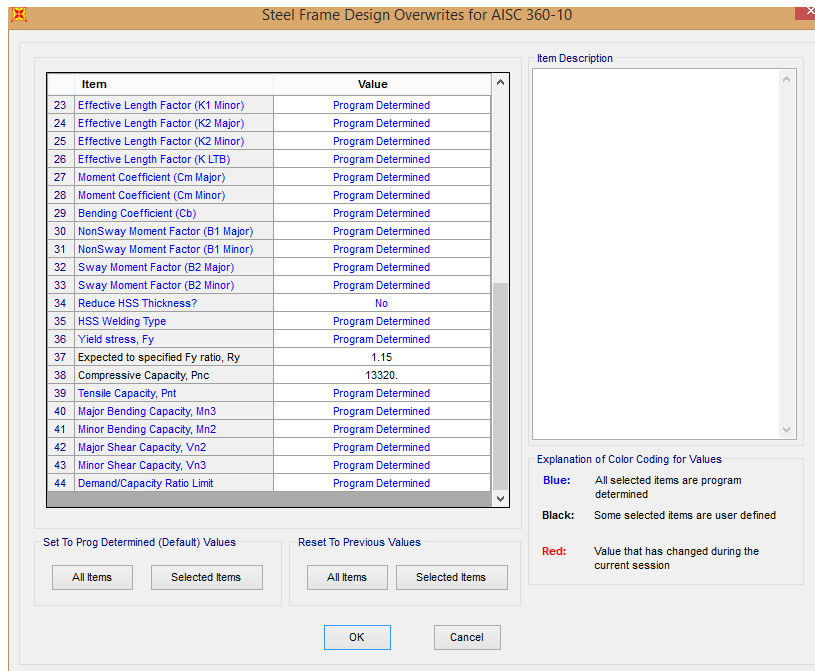 Steel Frame Design Overwrites for AISC 360-10
Item Value
23 Effective Length Factor (K1 Minor) Program Determined
24 Effective Length Factor (K2 Major) Program Determined
25 Effective Length Factor (K2 Minor) Program Determined
26 Effective Length Factor (K LTB) Program Determined
27 Moment Coefficient (Cm Major) Program Determined
28 Moment Coefficient (Cm Minor) Program Determined
29 Bending Coefficient (Cb) Program Determined
30 NonSway Moment Factor (B1 Major) Program Determined
31 NonSway Moment Factor (B1 Minor) Program Determined
32 Sway Moment Factor (B2 Major) Program Determined
33 Sway Moment Factor (B2 Minor) Program Determined
34 Reduce HSS Thickness? No
35 HSS Welding Type Program Determined
36 Yield stress, Fy Program Determined
37 Expected to specified Fy ratio, Ry 1.15
38 Compressive Capacity, Pnc 13320.
39 Tensile Capacity, Pnt Program Determined
40 Major Bending Capacity, Mn3 Program Determined
41 Minor Bending Capacity, Mn2 Program Determined
42 Major Shear Capacity, Vn2 Program Determined
43 Minor Shear Capacity, Vn3 Program Determined
44 Demand/Capacity Ratio Limit Program Determined
Item Description
Explanation of Color Coding for Values
Blue: All selected items are program
determined
Black: Some selected items are user defined
Red: Value that has changed during the
current session
Set To Prog Determined (Default) Values
All Items Selected Items
Reset To Previous Values
All Items Selected Items
OK Cancel